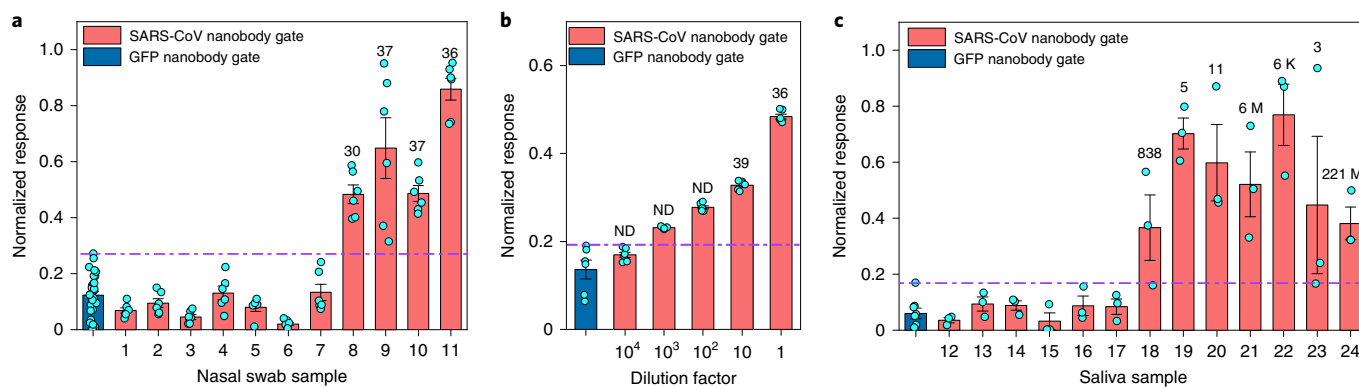 a
SARS-CoV nanobody gate
GFP nanobody gate
Normalized response
1.0
0.8
0.6
0.4
0.2
0
30
37
37
36
1 2 3 4 5 6 7 8 9 10 11
Nasal swab sample
b
SARS-CoV nanobody gate
GFP nanobody gate
Normalized response
0.6
0.4
0.2
0
ND
ND
ND
39
36
10⁴ 10³ 10² 10 1
Dilution factor
c
SARS-CoV nanobody gate
GFP nanobody gate
Normalized response
1.0
0.8
0.6
0.4
0.2
0
838
5
11
6 M
6 K
3
221 M
12 13 14 15 16 17 18 19 20 21 22 23 24
Saliva sample